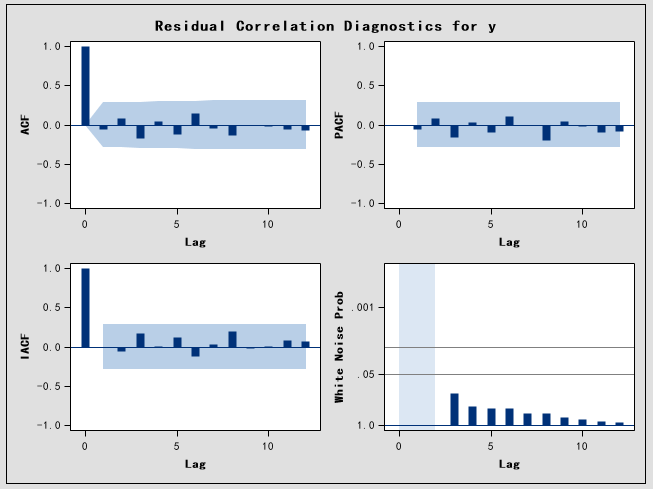 Residual Correlation Diagnostics for y
1.0
0.5
0.0
-0.5
-1.0
ACF
0 5 10
Lag
1.0
0.5
0.0
-0.5
-1.0
PACF
0 5 10
Lag
1.0
0.5
0.0
-0.5
-1.0
IACF
0 5 10
Lag
.001
.05
1.0
White Noise Prob
0 5 10
Lag